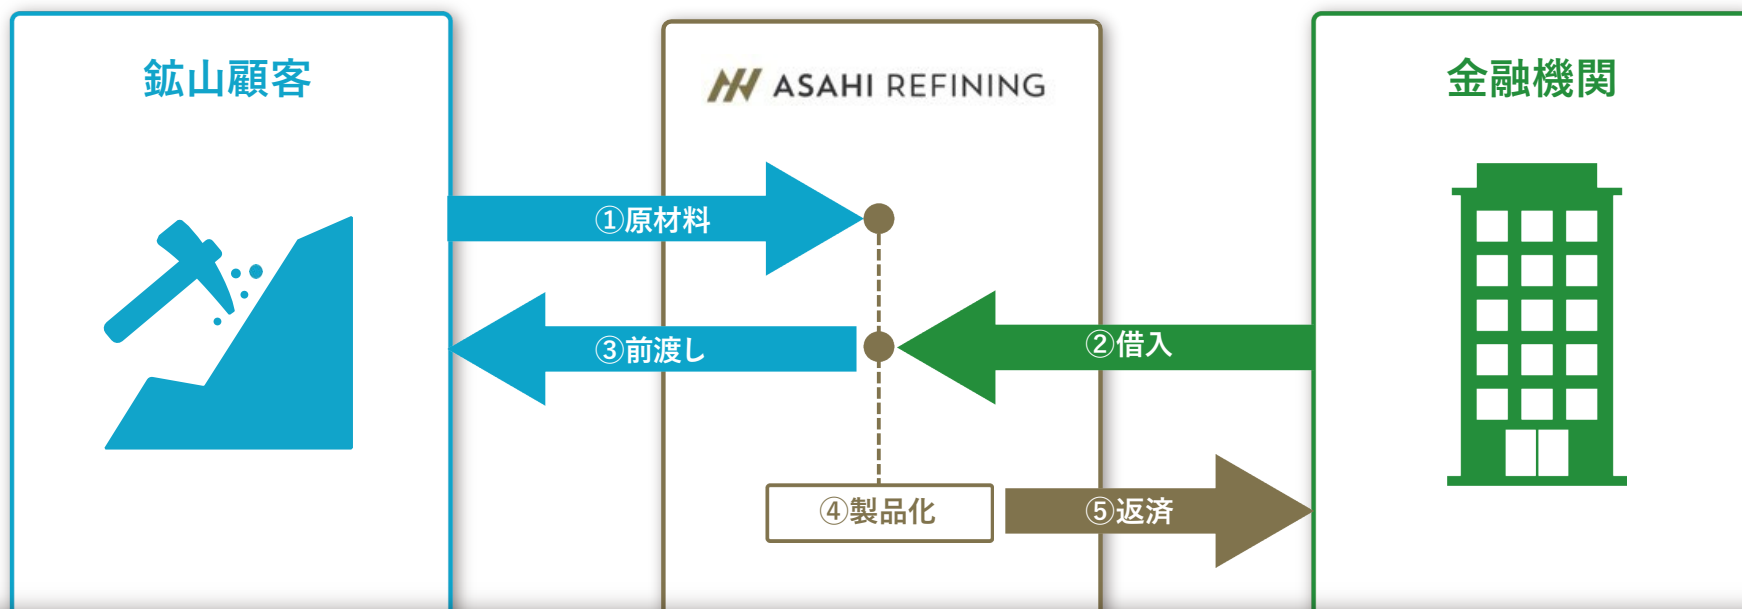 鉱山顧客
ASAHI REFINING
金融機関
①原材料
②借入
③前渡し
④製品化
⑤返済